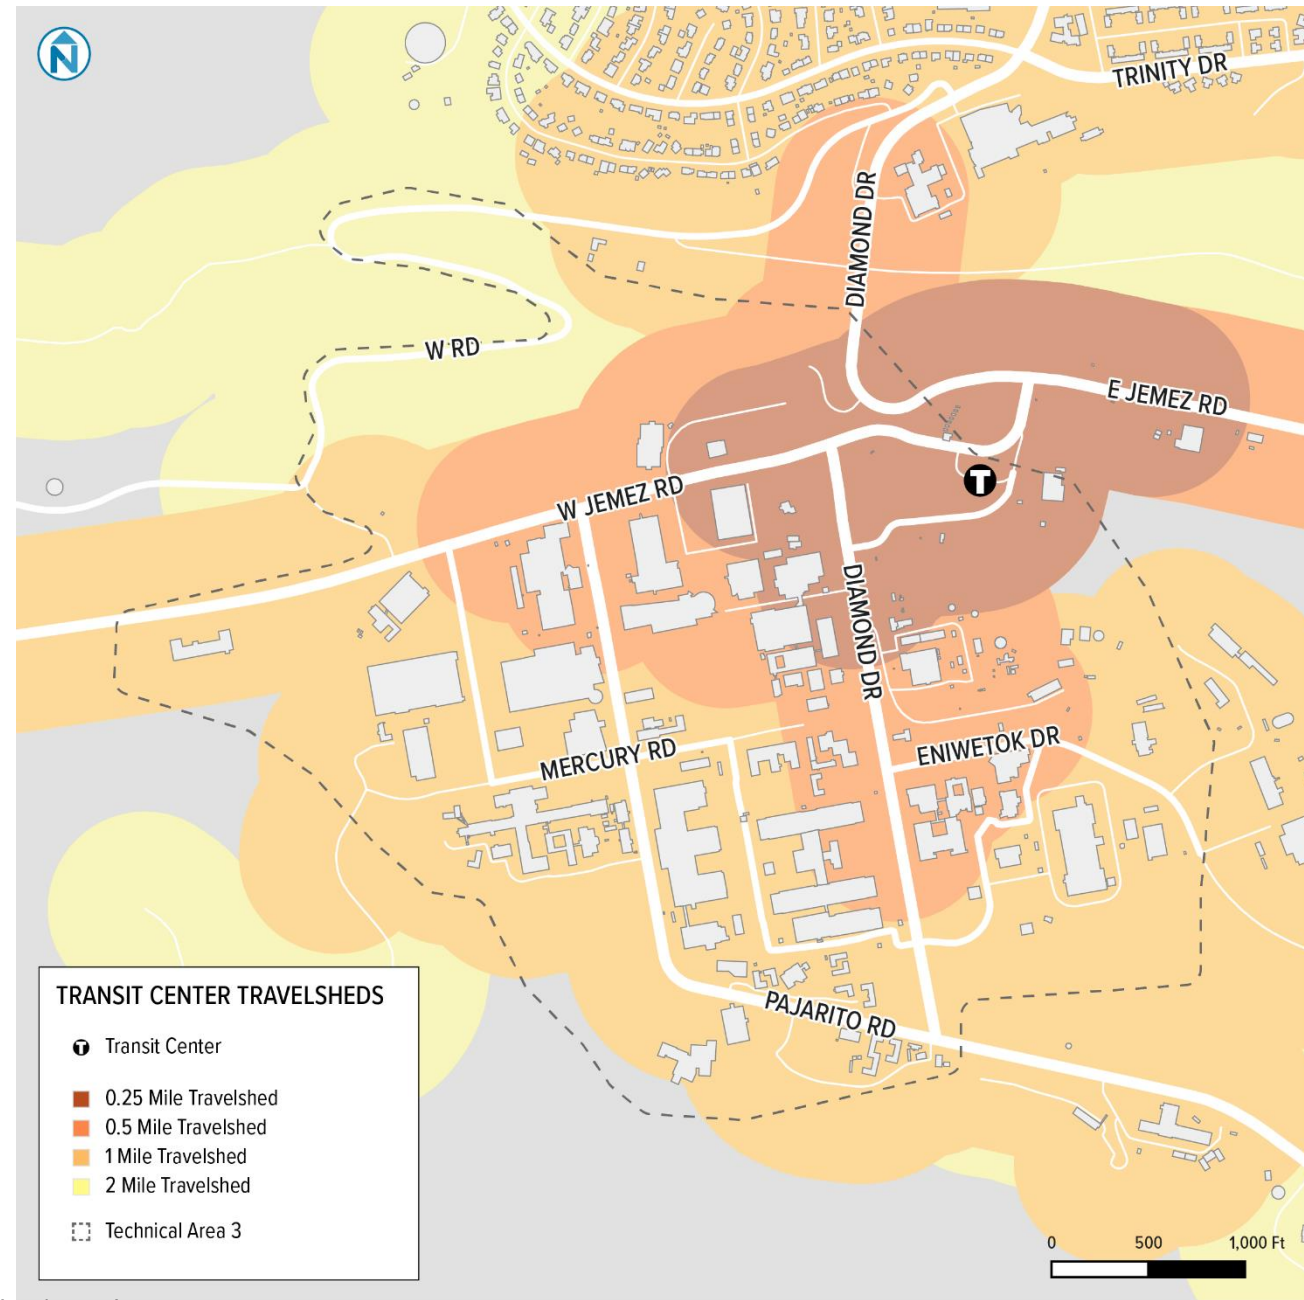 N
TRINITY DR
DIAMOND DR
W RD
E JEMEZ RD
T
W JEMEZ RD
DIAMOND DR
ENIWETOK DR
MERCURY RD
PAJARITO RD
TRANSIT CENTER TRAVELSHEDS
T Transit Center
0.25 Mile Travelshed
0.5 Mile Travelshed
1 Mile Travelshed
2 Mile Travelshed
Technical Area 3
0 500 1,000 Ft